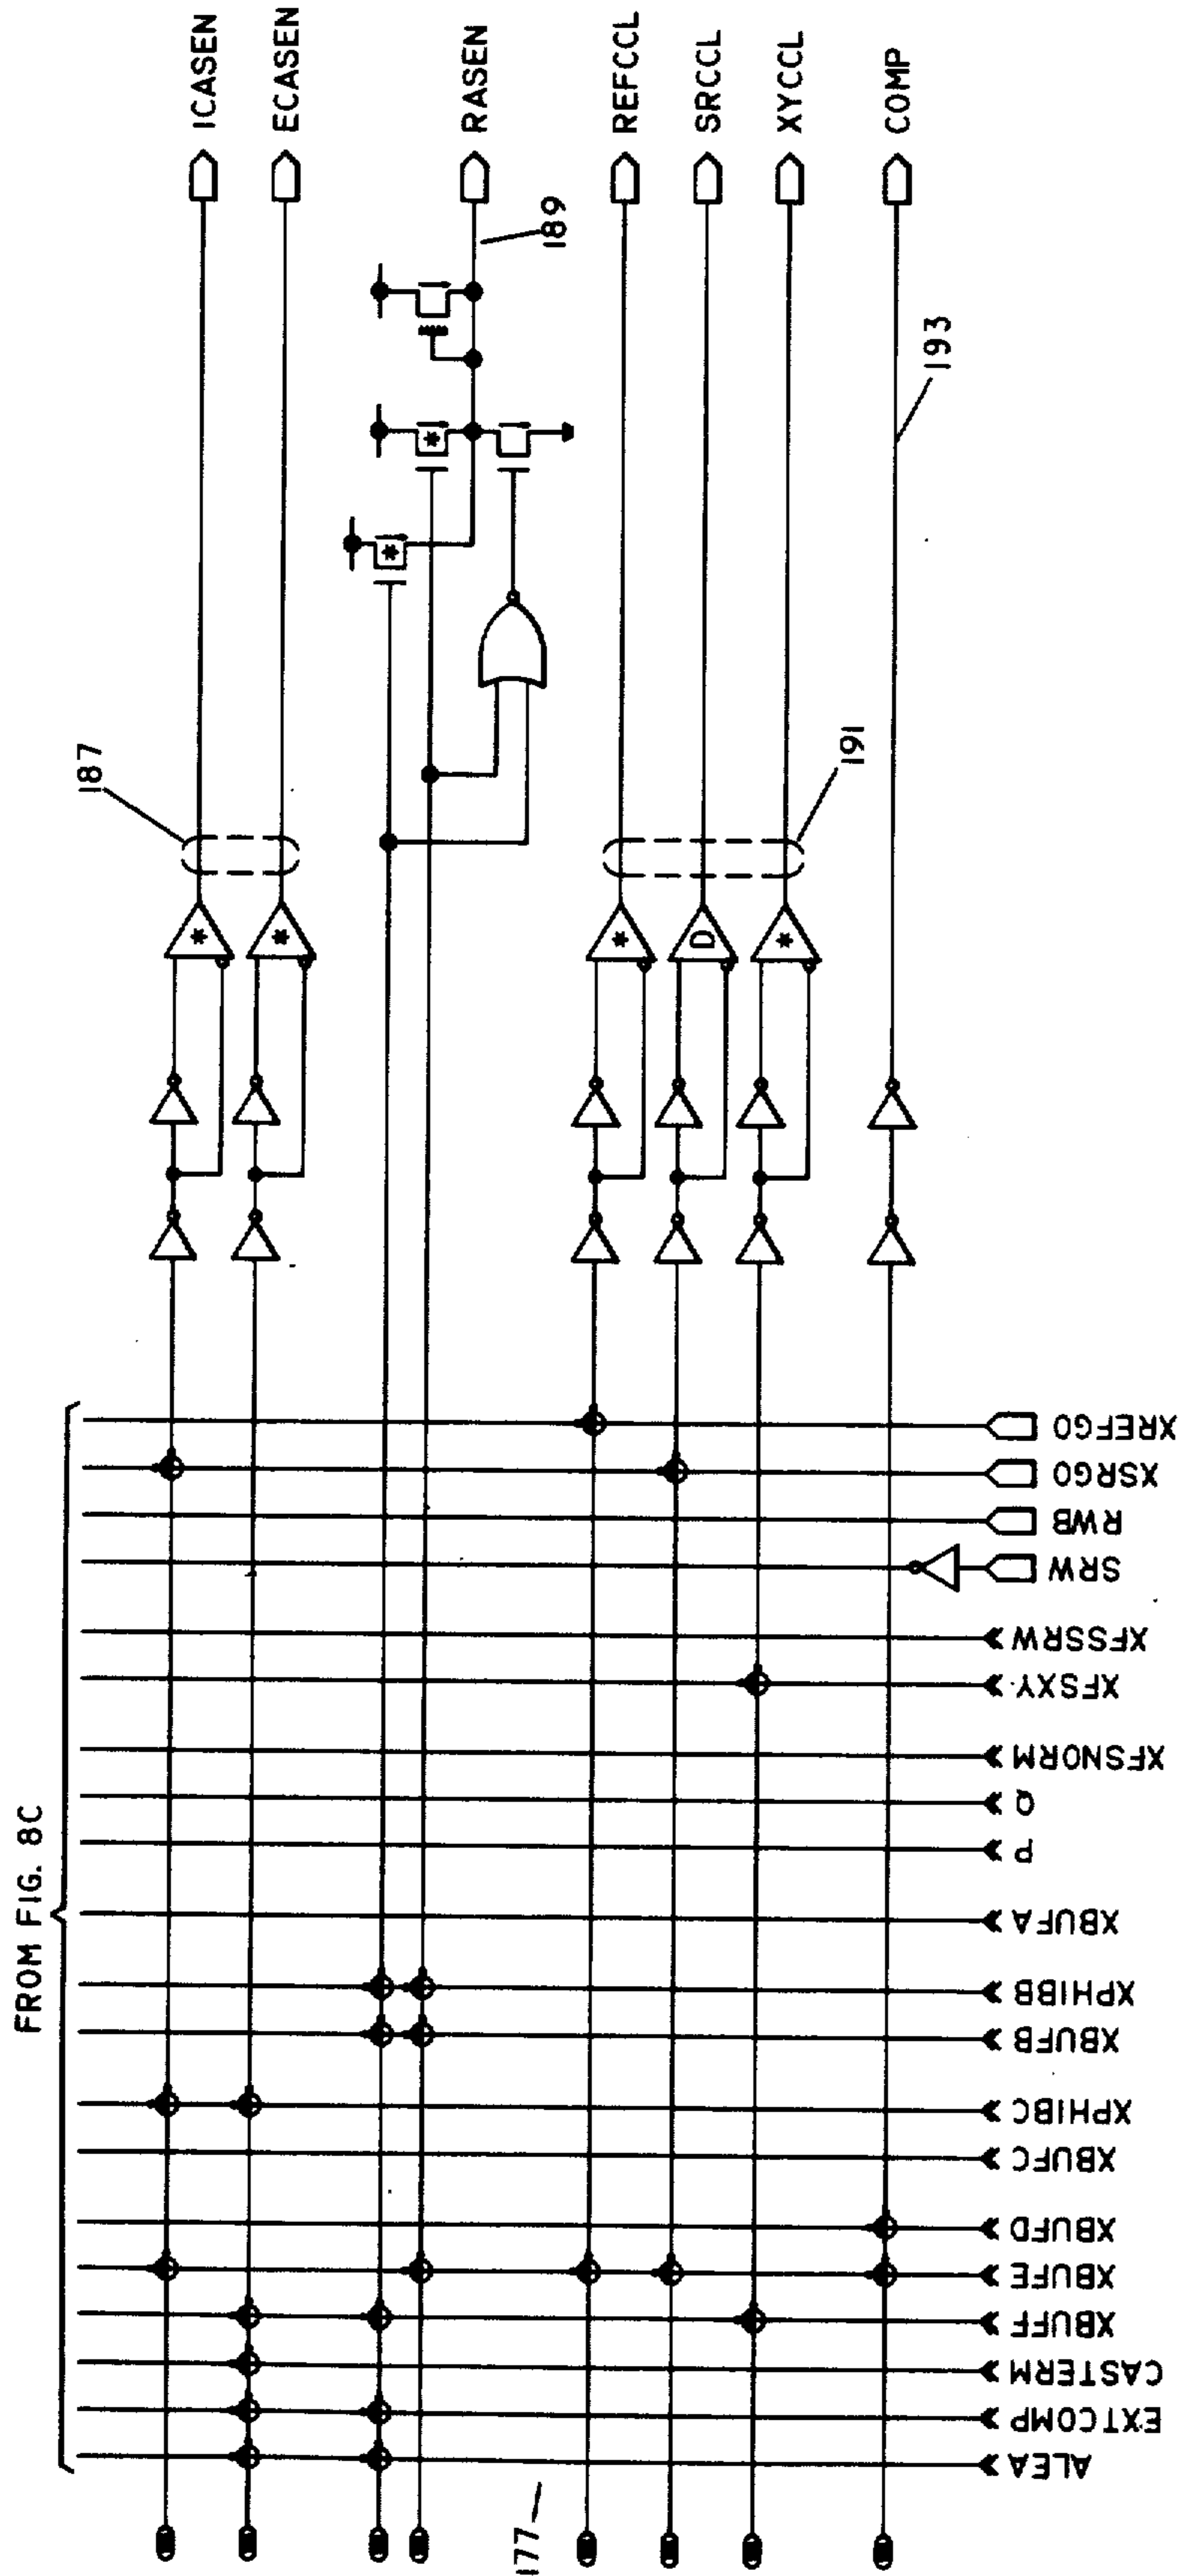 FROM FIG. 8C
187
ICASEN
ECASEN
RASEN
189
REFCCL
SRCCL
XYCCL
COMP
191
193
*
*
*
*
*
D
*
177
ALEA
EXTCOMP
CASTERM
XBUFF
XBUFE
XBUFD
XBUFC
XPHIBC
XBUFB
XPHIBB
XBUFA
P
Q
XFSNORM
XFSXY
XFSSRW
SRW
RWB
XSRGO
XREFGO